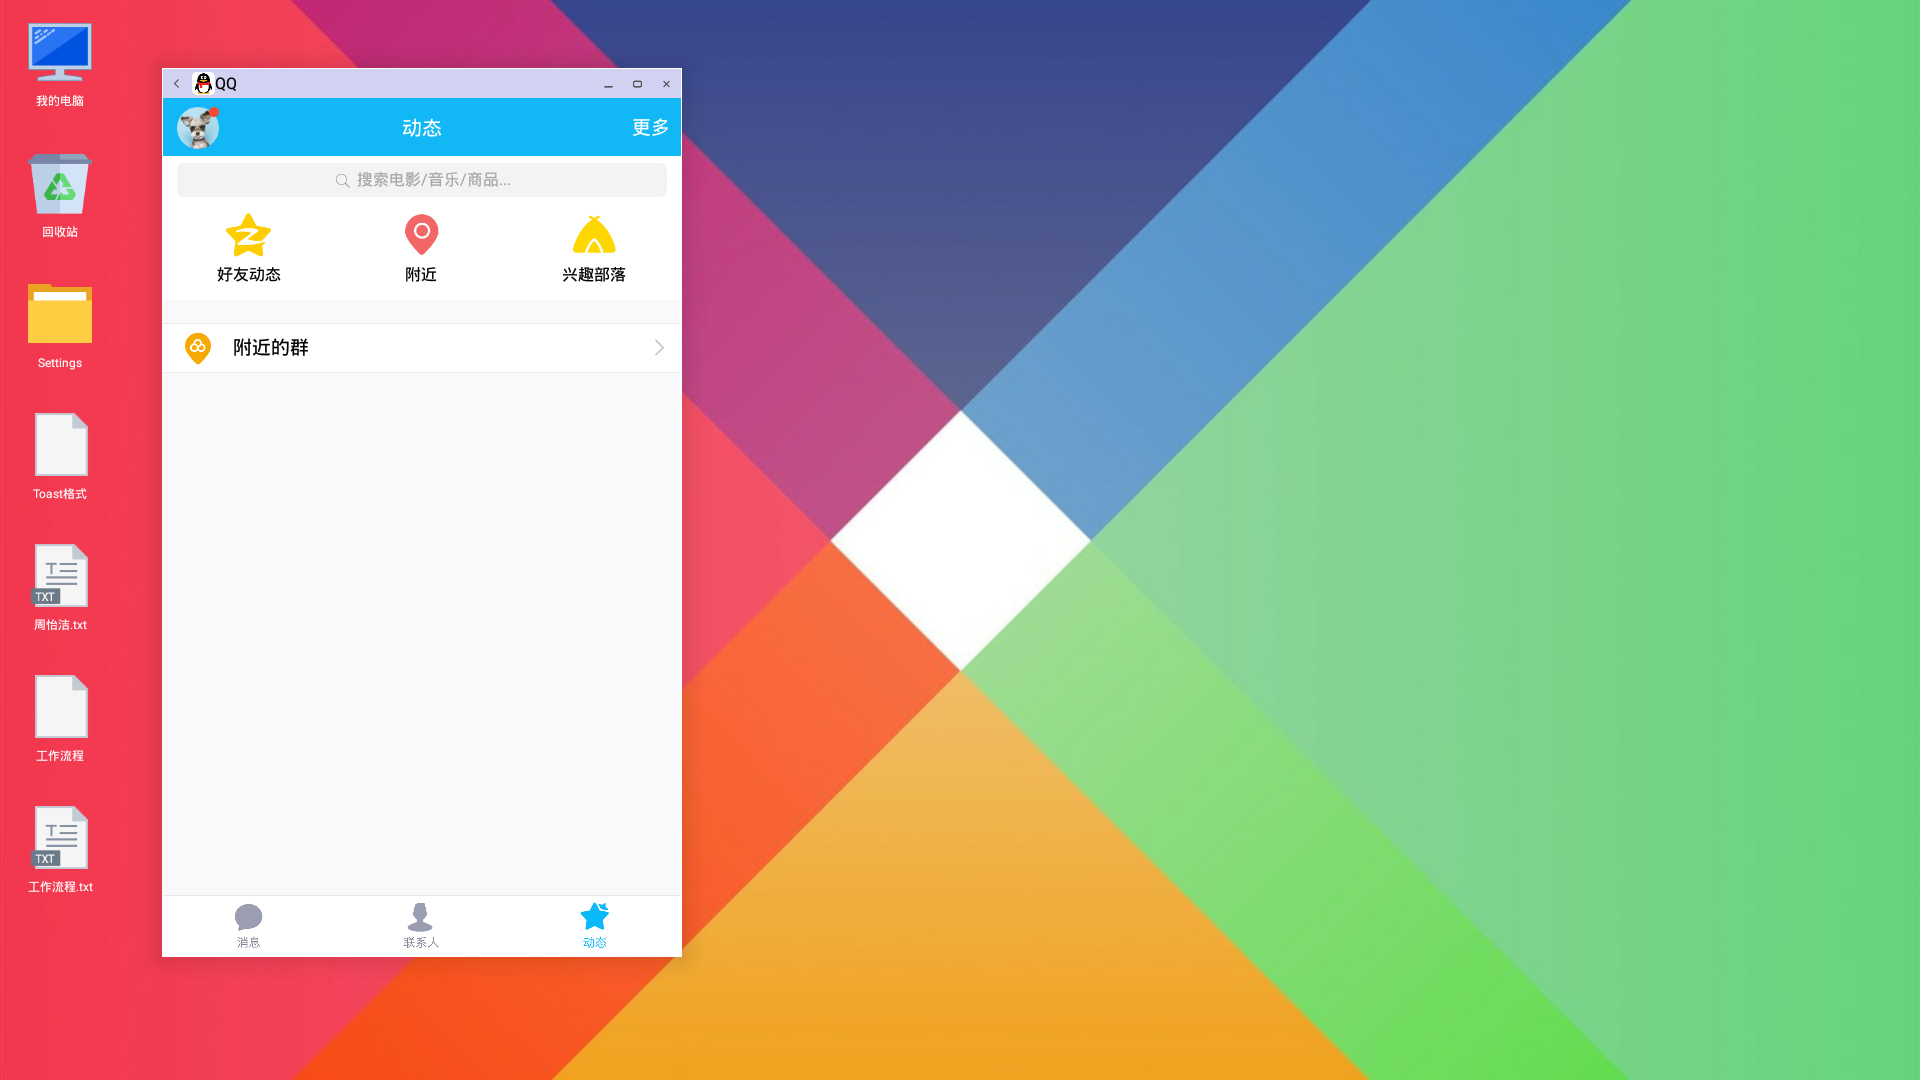 我的电脑
回收站
Settings
Toast格式
TXT
周怡洁.txt
工作流程
TXT
工作流程.txt
QQ
动态
更多
搜索电影/音乐/商品...
好友动态
附近
兴趣部落
附近的群
消息
联系人
动态